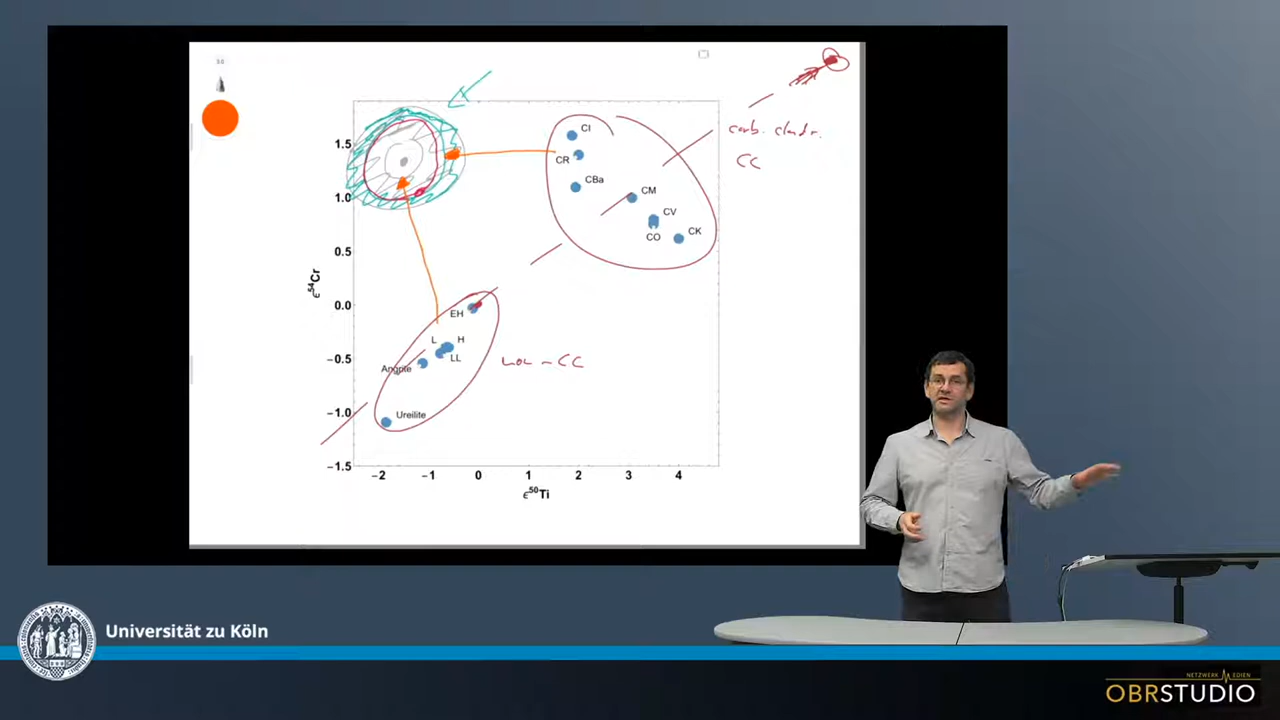 1.5
1.0
0.5
0.0
−0.5
−1.0
−1.5
ϵ54Cr
−2 −1 0 1 2 3 4
ϵ50Ti
CI
CR
CBa
CM
CV
CO
CK
EH
L
H
LL
Angrite
Ureilite
carb. chondr.
CC
non-CC
Universität zu Köln
NETZWERK MEDIEN
OBRSTUDIO